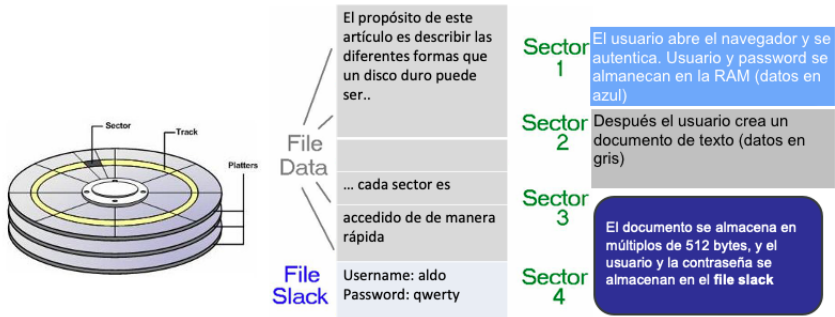 Sector
Track
Platters
File
Data
File
Slack
El propósito de este
artículo es describir las
diferentes formas que
un disco duro puede
ser..
... cada sector es
accedido de de manera
rápida
Username: aldo
Password: qwerty
Sector
1
Sector
2
Sector
3
Sector
4
El usuario abre el navegador y se
autentica. Usuario y password se
almanecan en la RAM (datos en
azul)
Después el usuario crea un
documento de texto (datos en
gris)
El documento se almacena en
múltiplos de 512 bytes, y el
usuario y la contraseña se
almacenan en el file slack